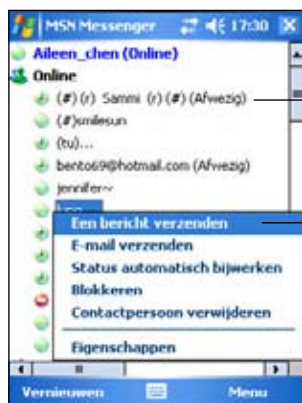 MSN Messenger 17:30
Aileen_chen (Online)
Online
(#) (r) Sammi (r) (#) (Afwezig)
(#)smilesun
(tu)...
bento69@hotmail.com (Afwezig)
jennifer~
Een bericht verzenden
E-mail verzenden
Status automatisch bijwerken
Blokkeren
Contactpersoon verwijderen
Eigenschappen
Vernieuwen Menu